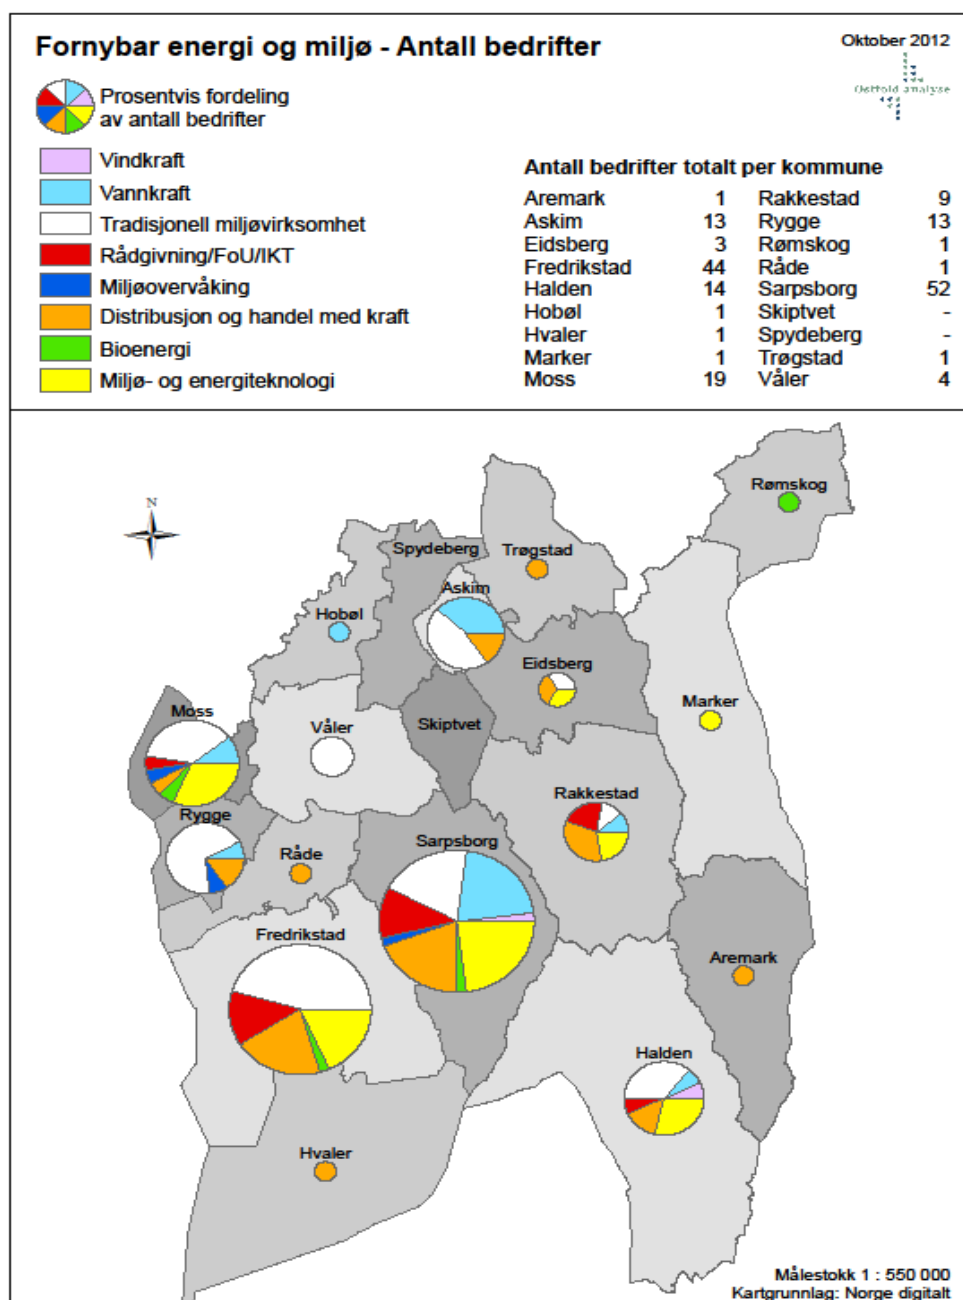 Fornybar energi og miljø - Antall bedrifter
Oktober 2012
Østfold analyse
Prosentvis fordeling
av antall bedrifter
Vindkraft
Vannkraft
Tradisjonell miljøvirksomhet
Rådgivning/FoU/IKT
Miljøovervåking
Distribusjon og handel med kraft
Bioenergi
Miljø- og energiteknologi
Antall bedrifter totalt per kommune
Aremark 1 Rakkestad 9
Askim 13 Rygge 13
Eidsberg 3 Rømskog 1
Fredrikstad 44 Råde 1
Halden 14 Sarpsborg 52
Hobøl 1 Skiptvet -
Hvaler 1 Spydeberg -
Marker 1 Trøgstad 1
Moss 19 Våler 4
N
Rømskog
Spydeberg
Trøgstad
Askim
Hobøl
Eidsberg
Marker
Moss
Våler
Skiptvet
Rakkestad
Rygge
Sarpsborg
Råde
Fredrikstad
Aremark
Halden
Hvaler
Målestokk 1 : 550 000
Kartgrunnlag: Norge digitalt